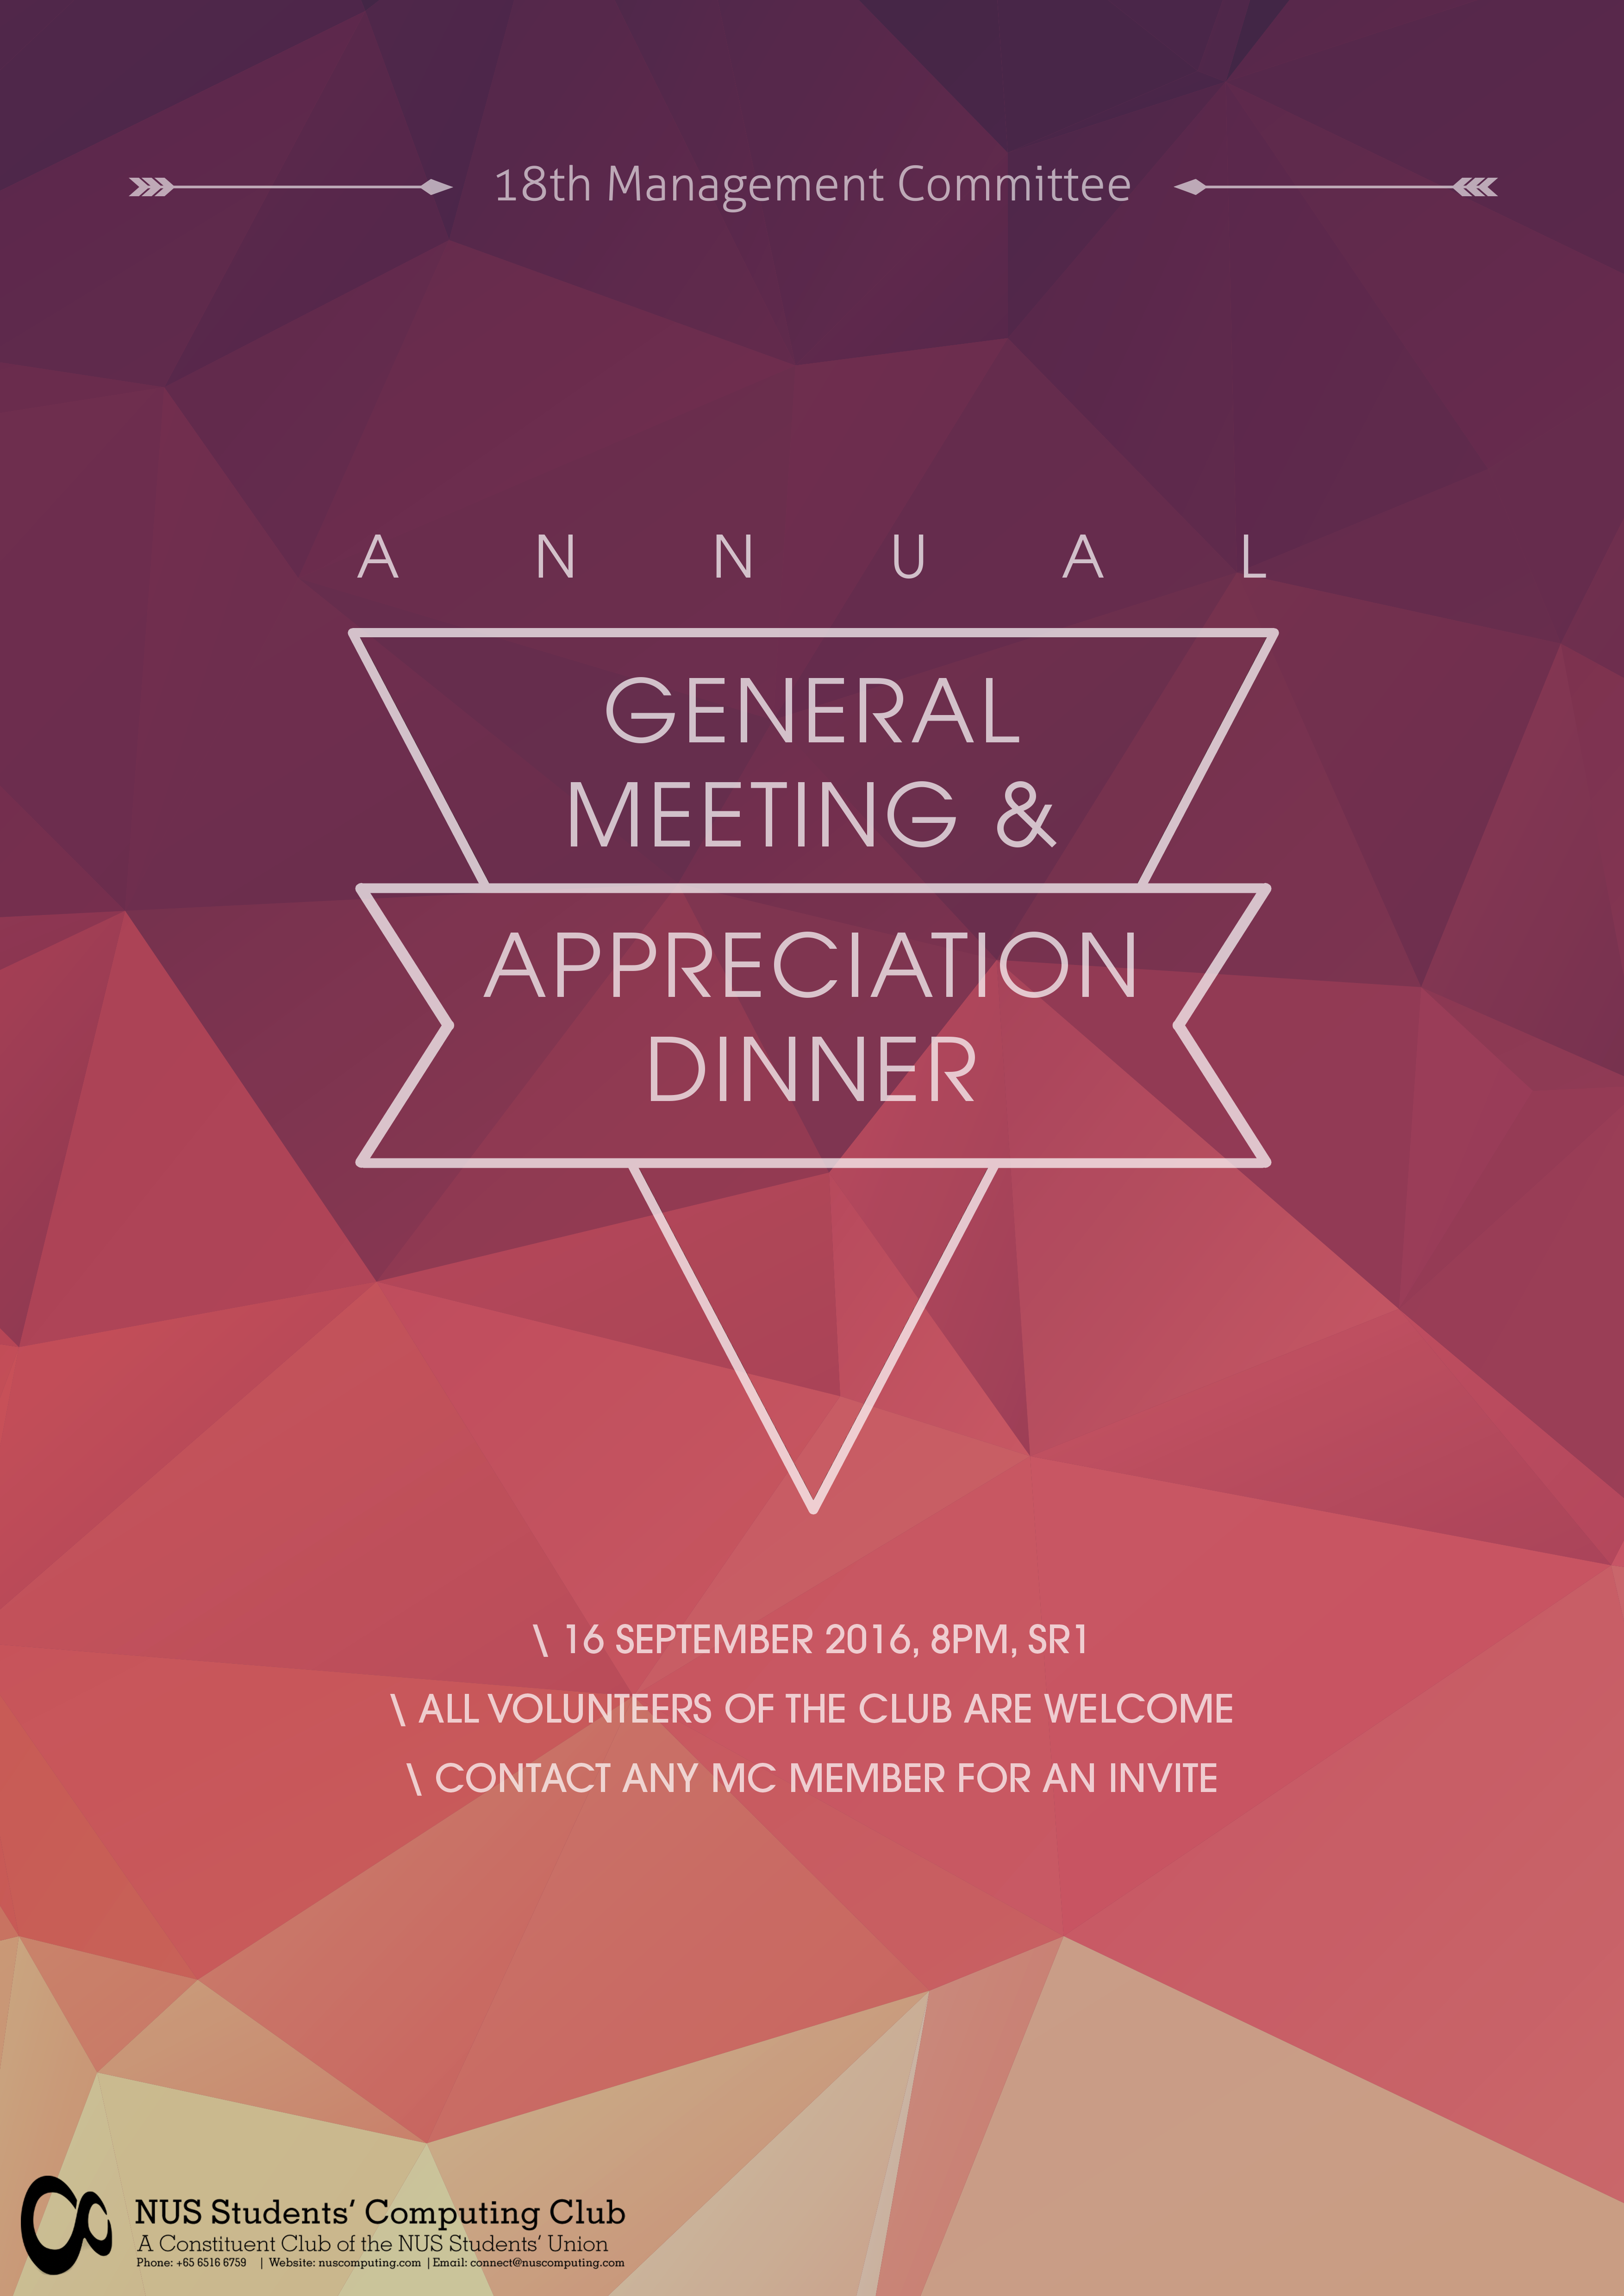 18th Management Committee
ANNUAL
GENERAL
MEETING &
APPRECIATION
DINNER
\ 16 SEPTEMBER 2016, 8PM, SR1
\ ALL VOLUNTEERS OF THE CLUB ARE WELCOME
\ CONTACT ANY MC MEMBER FOR AN INVITE
NUS Students' Computing Club
A Constituent Club of the NUS Students' Union
Phone: +65 6516 6759 | Website: nuscomputing.com | Email: connect@nuscomputing.com